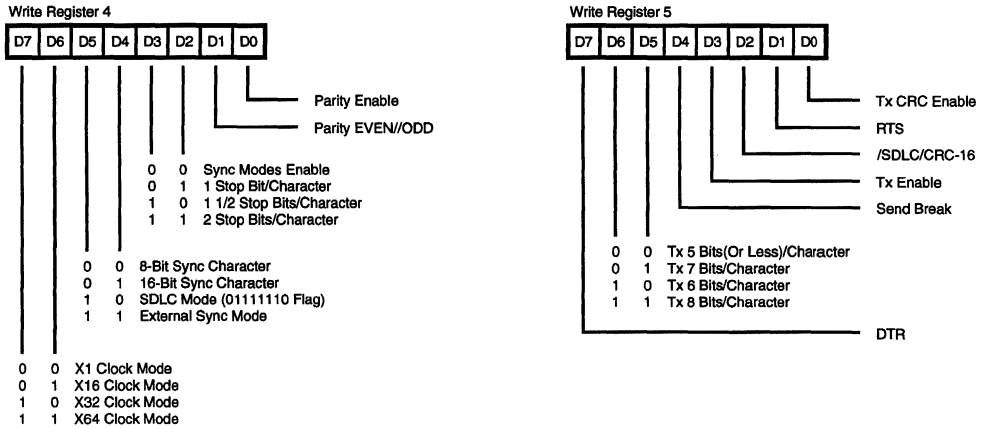 Write Register 4
D7 D6 D5 D4 D3 D2 D1 D0
Parity Enable
Parity EVEN//ODD
0 0 Sync Modes Enable
0 1 1 Stop Bit/Character
1 0 1 1/2 Stop Bits/Character
1 1 2 Stop Bits/Character
0 0 8-Bit Sync Character
0 1 16-Bit Sync Character
1 0 SDLC Mode (01111110 Flag)
1 1 External Sync Mode
0 0 X1 Clock Mode
0 1 X16 Clock Mode
1 0 X32 Clock Mode
1 1 X64 Clock Mode
Write Register 5
D7 D6 D5 D4 D3 D2 D1 D0
Tx CRC Enable
RTS
/SDLC/CRC-16
Tx Enable
Send Break
0 0 Tx 5 Bits(Or Less)/Character
0 1 Tx 7 Bits/Character
1 0 Tx 6 Bits/Character
1 1 Tx 8 Bits/Character
DTR